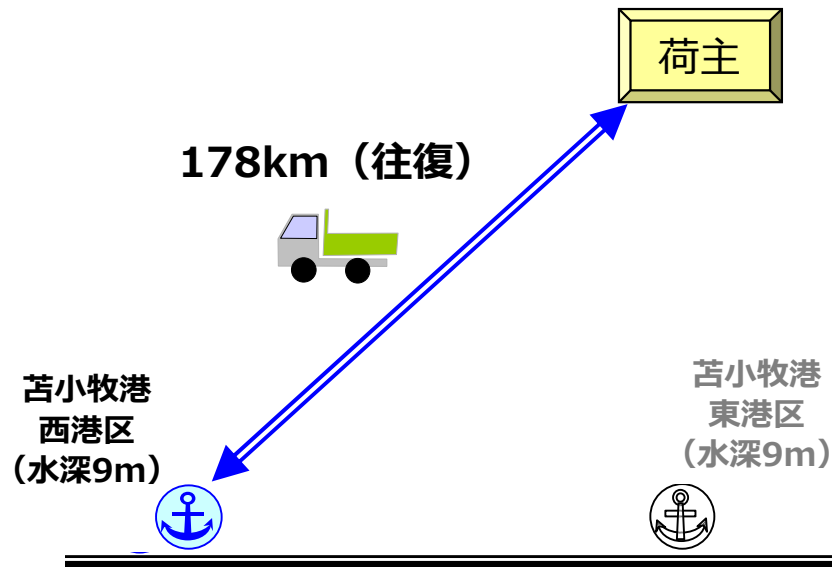 荷主
178km（往復）
苫小牧港
西港区
（水深9m）
苫小牧港
東港区
（水深9m）